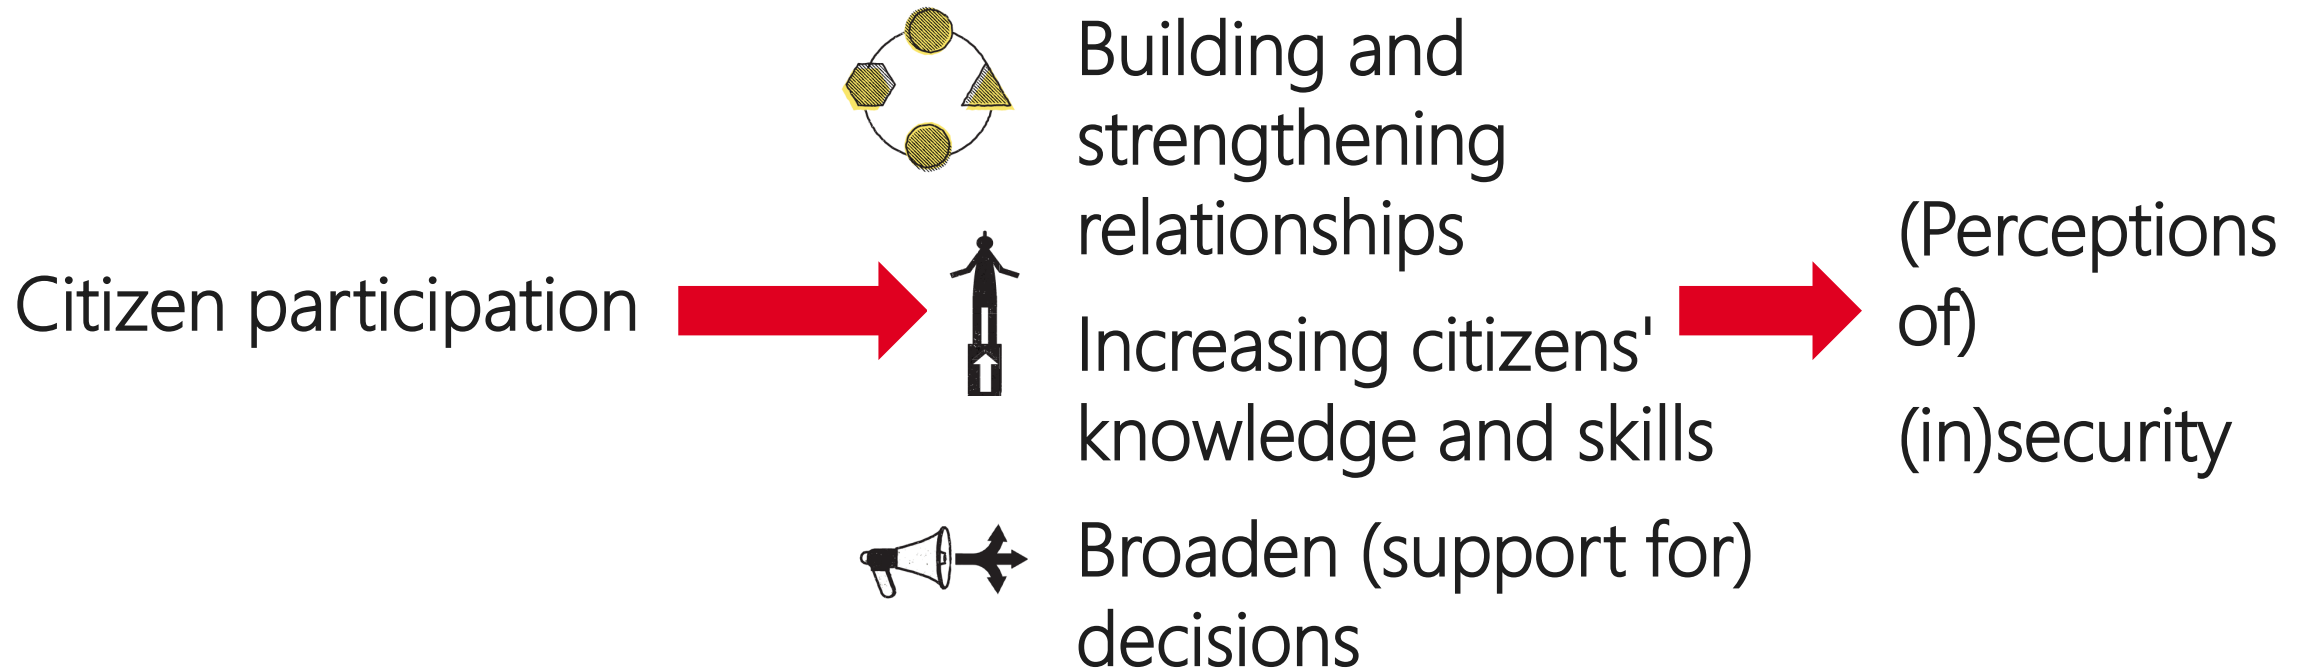 Citizen participation
Building and
strengthening
relationships
Increasing citizens'
knowledge and skills
Broaden (support for)
decisions
(Perceptions
of)
(in)security